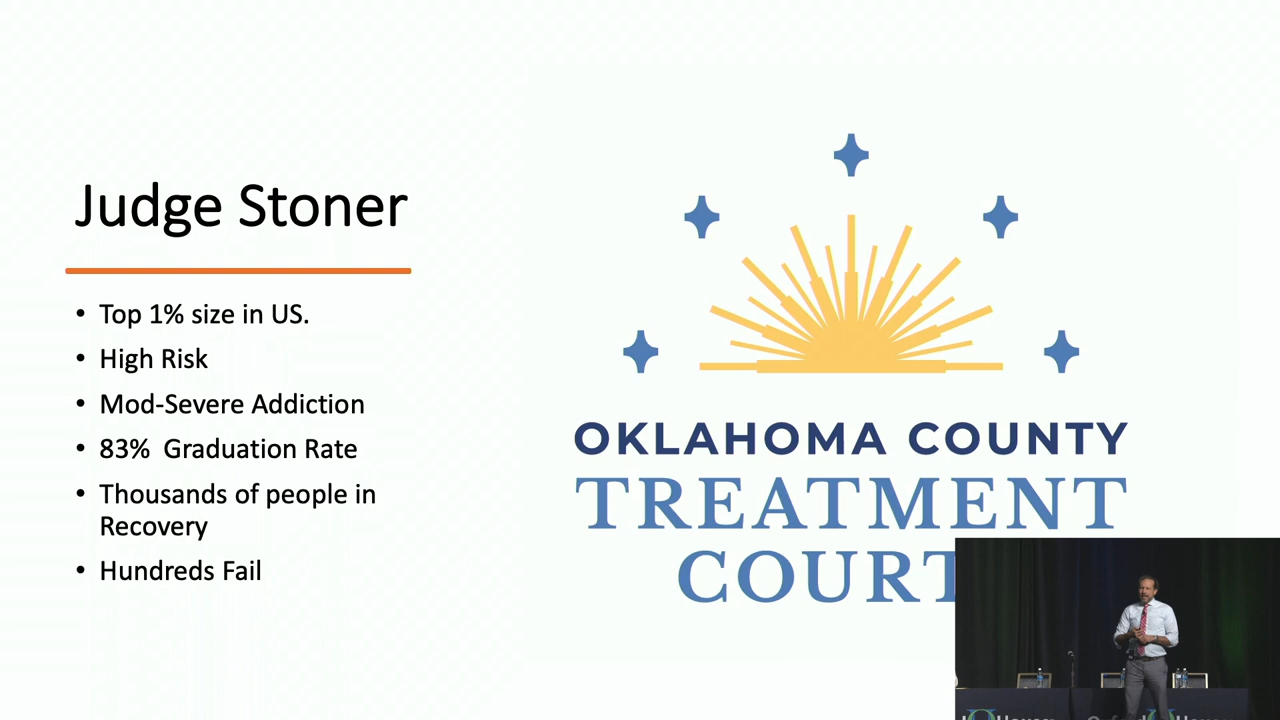 Judge Stoner
• Top 1% size in US.
• High Risk
• Mod-Severe Addiction
• 83%  Graduation Rate
• Thousands of people in
Recovery
• Hundreds Fail
OKLAHOMA COUNTY
TREATMENT
COURT